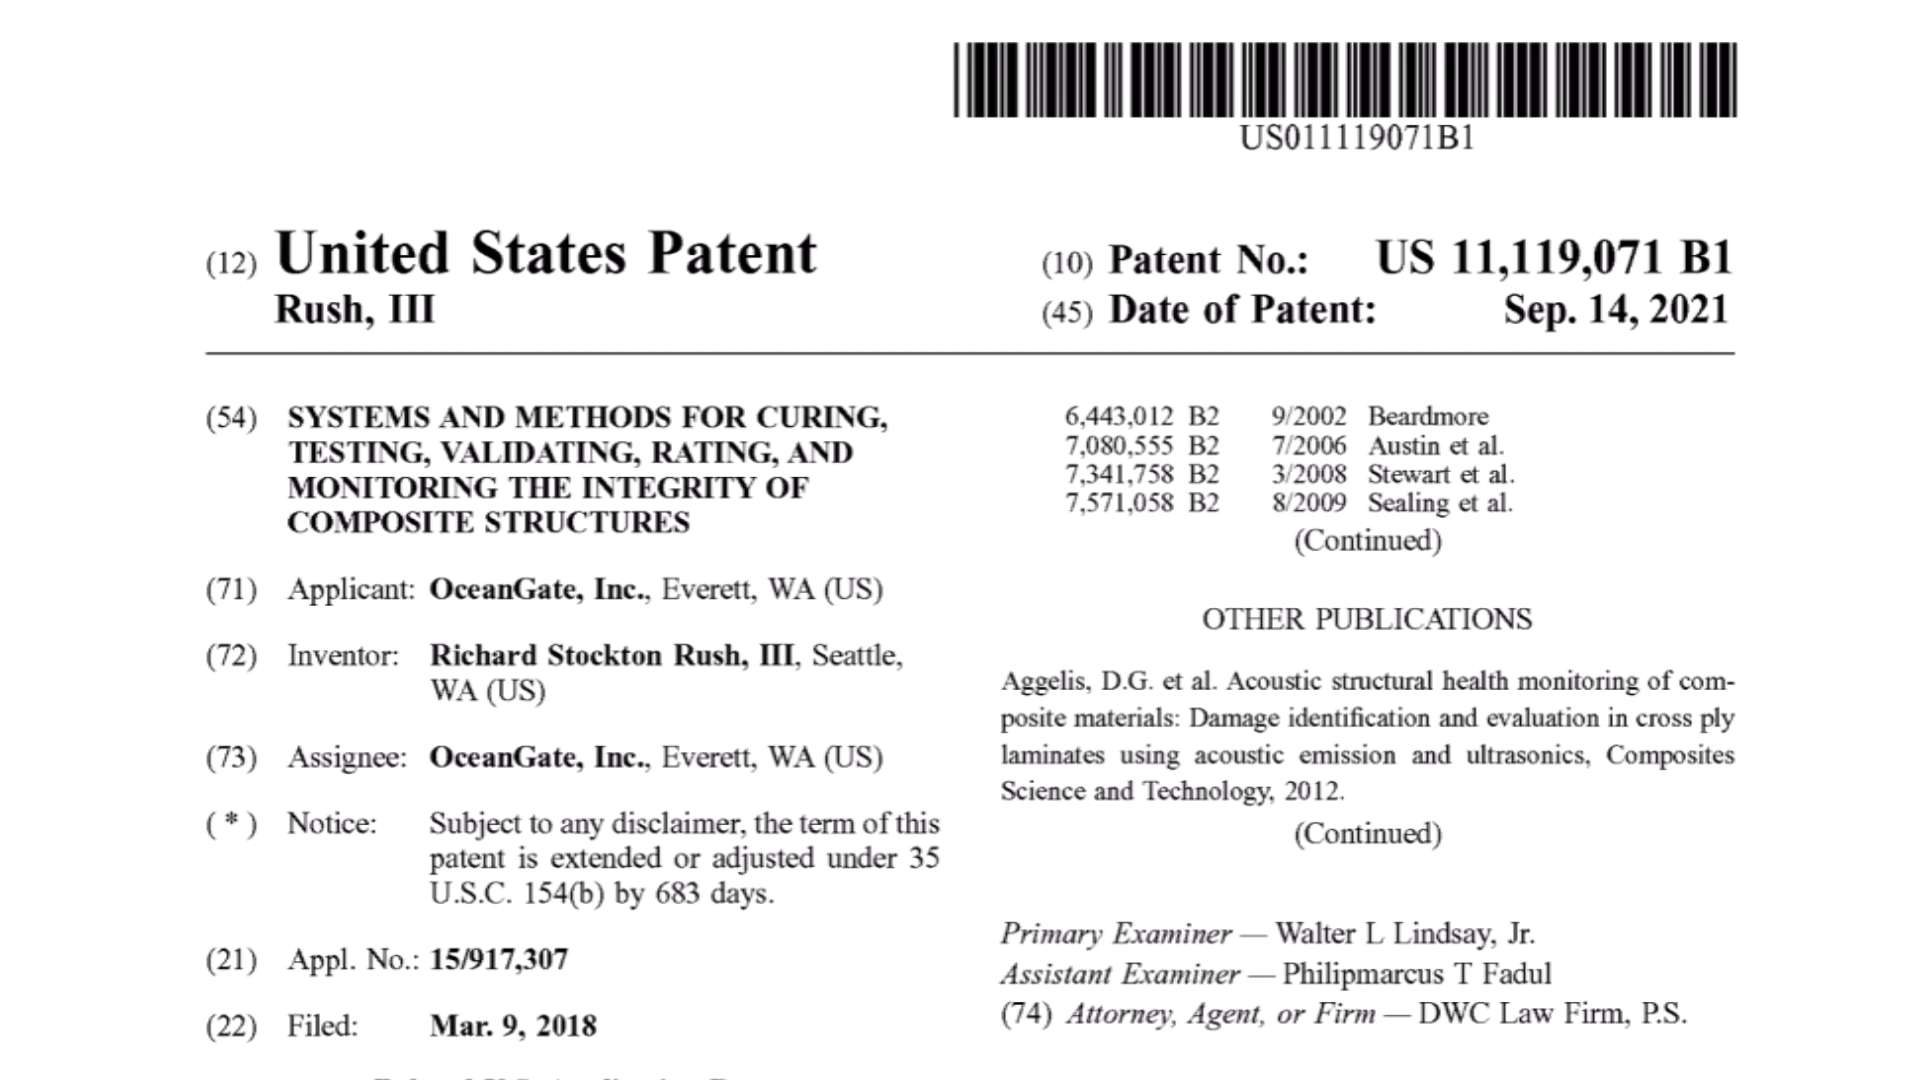 US011119071B1
(12) United States Patent
Rush, III
(10) Patent No.: US 11,119,071 B1
(45) Date of Patent: Sep. 14, 2021
(54) SYSTEMS AND METHODS FOR CURING,
TESTING, VALIDATING, RATING, AND
MONITORING THE INTEGRITY OF
COMPOSITE STRUCTURES
(71) Applicant: OceanGate, Inc., Everett, WA (US)
(72) Inventor: Richard Stockton Rush, III, Seattle,
WA (US)
(73) Assignee: OceanGate, Inc., Everett, WA (US)
( * ) Notice: Subject to any disclaimer, the term of this
patent is extended or adjusted under 35
U.S.C. 154(b) by 683 days.
(21) Appl. No.: 15/917,307
(22) Filed: Mar. 9, 2018
6,443,012 B2 9/2002 Beardmore
7,080,555 B2 7/2006 Austin et al.
7,341,758 B2 3/2008 Stewart et al.
7,571,058 B2 8/2009 Sealing et al.
(Continued)
OTHER PUBLICATIONS
Aggelis, D.G. et al. Acoustic structural health monitoring of com-
posite materials: Damage identification and evaluation in cross ply
laminates using acoustic emission and ultrasonics, Composites
Science and Technology, 2012.
(Continued)
Primary Examiner — Walter L Lindsay, Jr.
Assistant Examiner — Philipmarcus T Fadul
(74) Attorney, Agent, or Firm — DWC Law Firm, P.S.